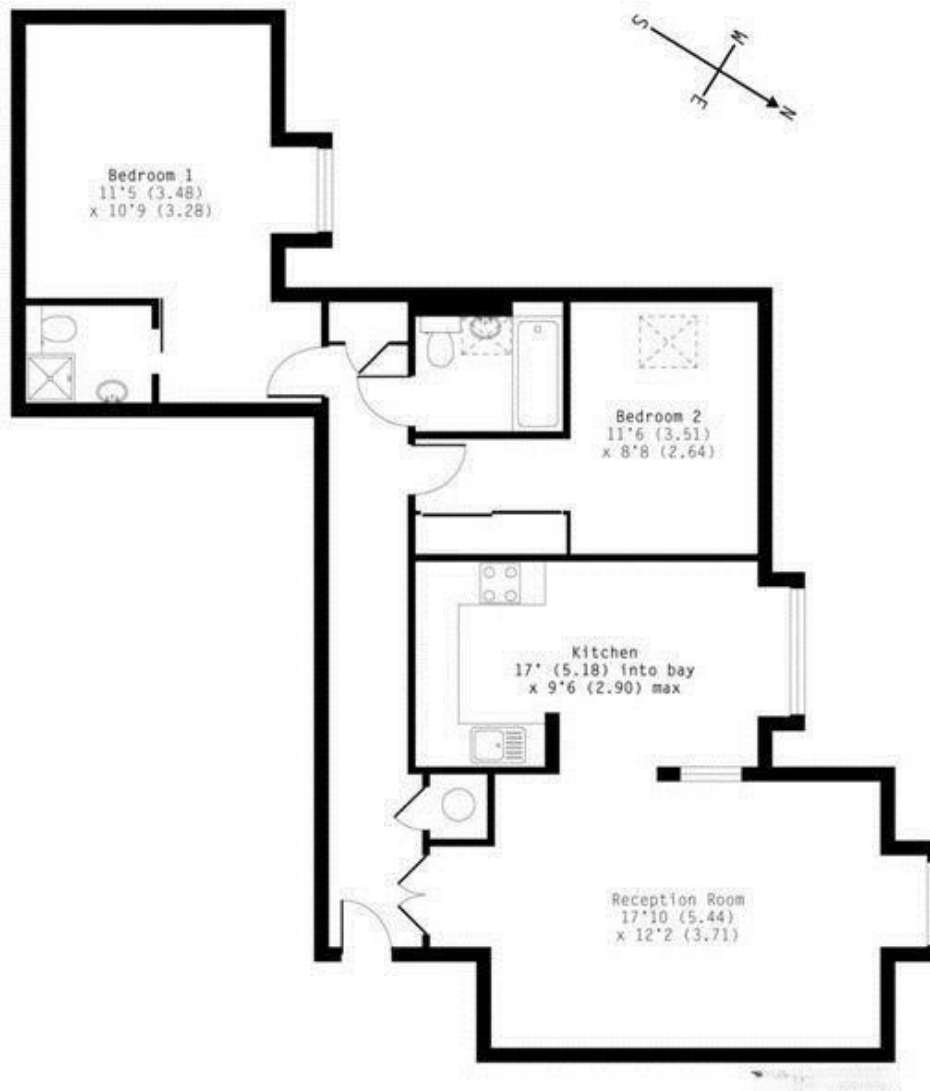 S
W
E
N
Bedroom 1
11'5 (3.48)
x 10'9 (3.28)
Bedroom 2
11'6 (3.51)
x 8'8 (2.64)
Kitchen
17' (5.18) into bay
x 9'6 (2.90) max
Reception Room
17'10 (5.44)
x 12'2 (3.71)